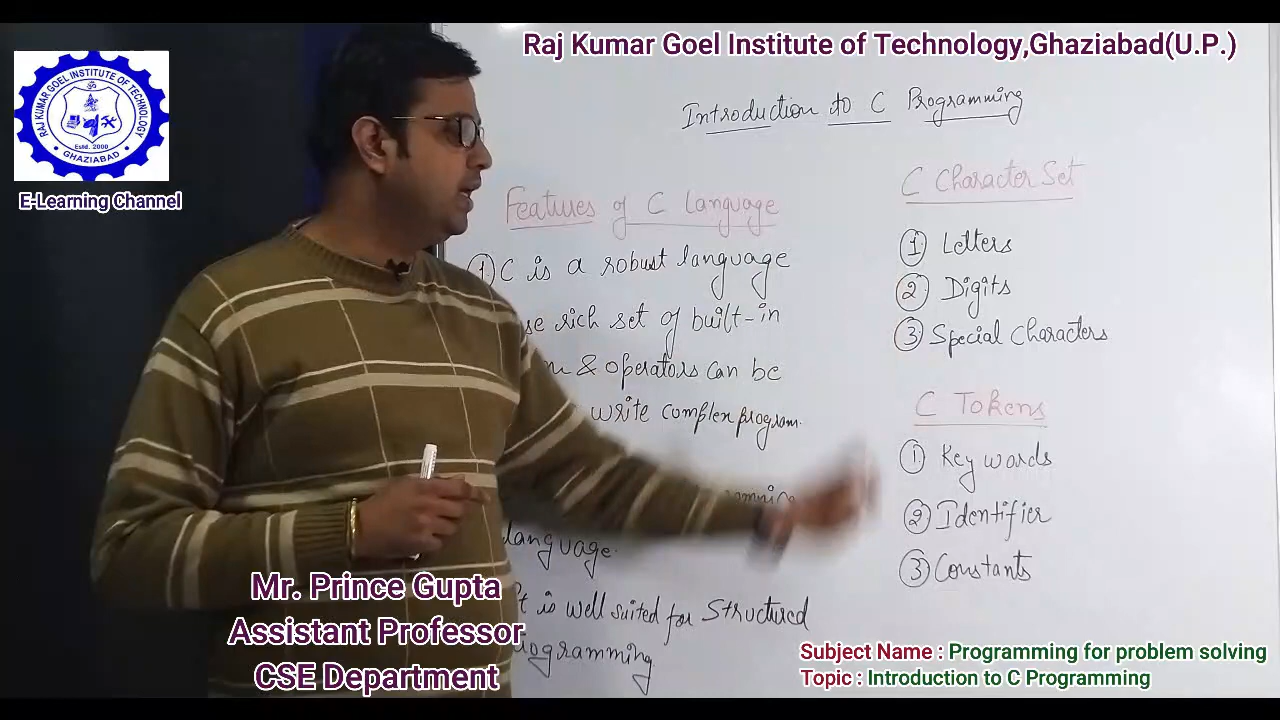 Raj Kumar Goel Institute of Technology,Ghaziabad(U.P.)
RAJ KUMAR GOEL INSTITUTE OF TECHNOLOGY
Estd. 2000
GHAZIABAD
E-Learning Channel
Introduction to C Programming
Features of C Language
① C is a robust language
rich set of built-in
& operators can be
write complex program.
language.
is well suited for Structured
C Character Set
① Letters
② Digits
③ Special Characters
C Tokens
① Key words
② Identifier
③ Constants
Mr. Prince Gupta
Assistant Professor
CSE Department
Subject Name : Programming for problem solving
Topic : Introduction to C Programming